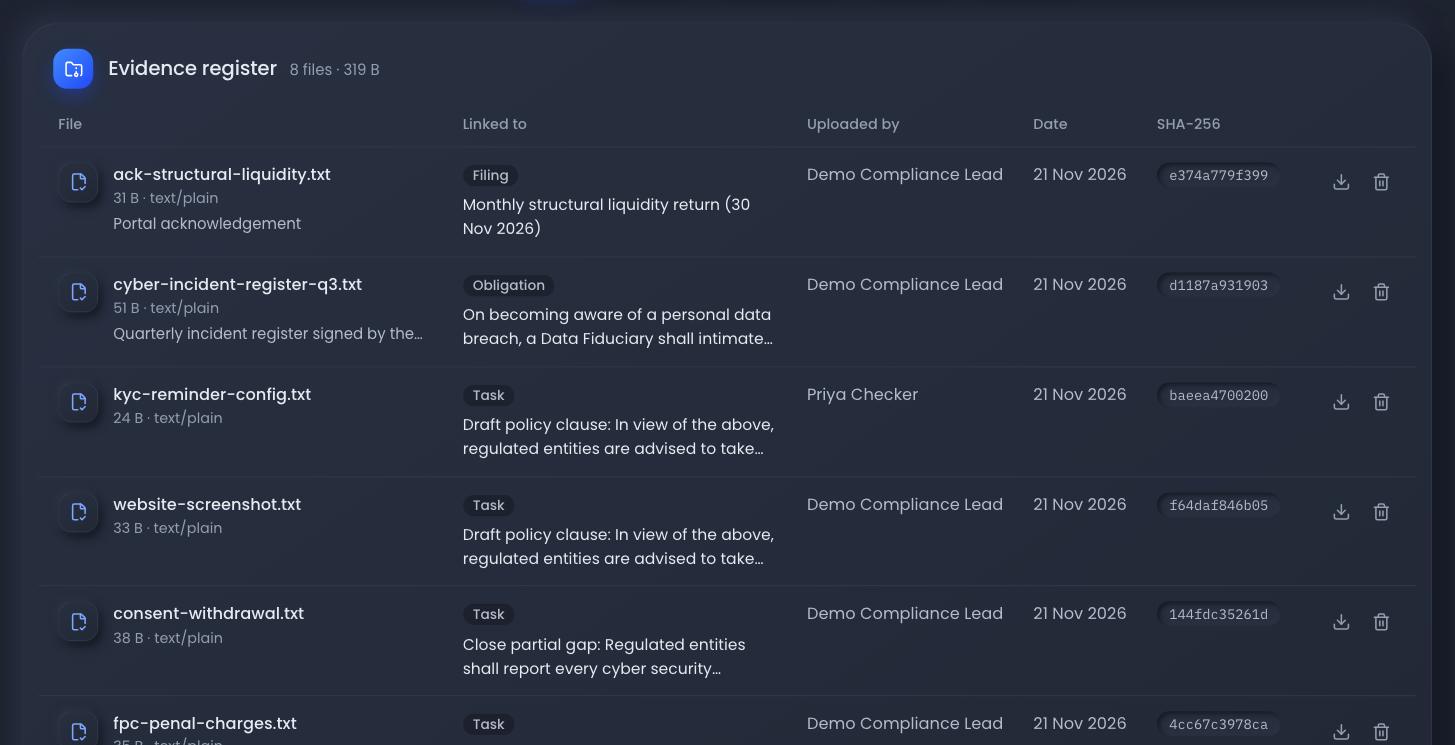 Evidence register 8 files · 319 B
File Linked to Uploaded by Date SHA-256
ack-structural-liquidity.txt Filing Demo Compliance Lead 21 Nov 2026 e374a779f399
31 B · text/plain
Monthly structural liquidity return (30
Portal acknowledgement
Nov 2026)
cyber-incident-register-q3.txt Obligation Demo Compliance Lead 21 Nov 2026 d1187a931903
51 B · text/plain
On becoming aware of a personal data
Quarterly incident register signed by the…
breach, a Data Fiduciary shall intimate…
kyc-reminder-config.txt Task Priya Checker 21 Nov 2026 baeea4700200
24 B · text/plain
Draft policy clause: In view of the above,
regulated entities are advised to take…
website-screenshot.txt Task Demo Compliance Lead 21 Nov 2026 f64daf846b05
33 B · text/plain
Draft policy clause: In view of the above,
regulated entities are advised to take…
consent-withdrawal.txt Task Demo Compliance Lead 21 Nov 2026 144fdc35261d
38 B · text/plain
Close partial gap: Regulated entities
shall report every cyber security…
fpc-penal-charges.txt Task Demo Compliance Lead 21 Nov 2026 4cc67c3978ca
35 B · text/plain